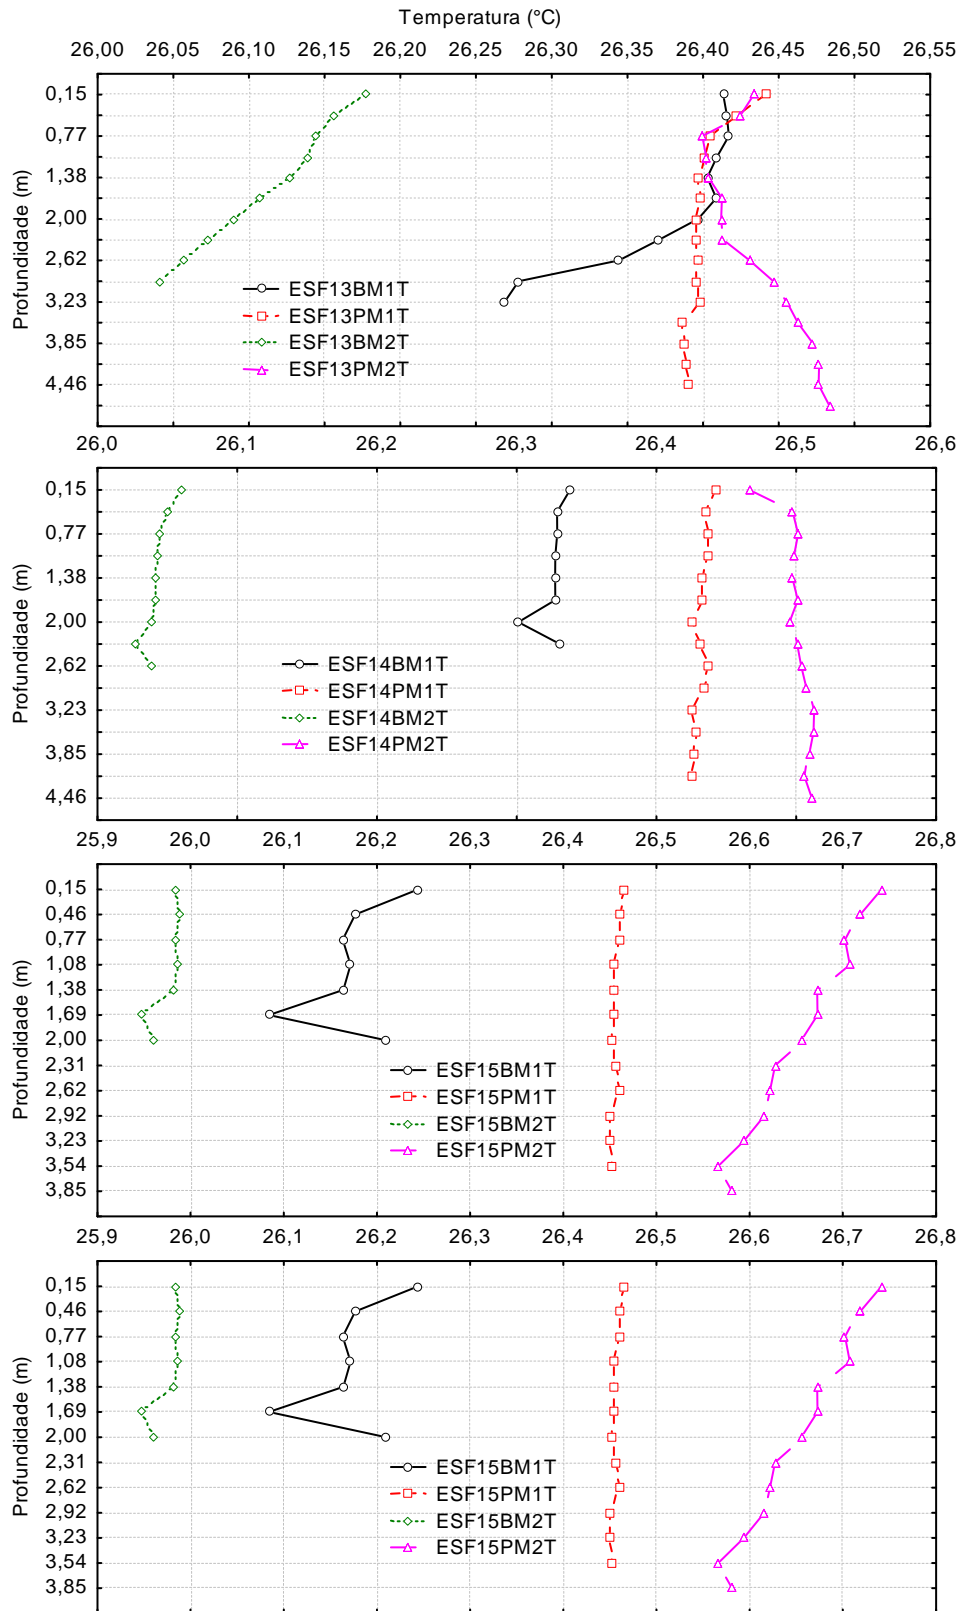 Temperatura (°C)
26,00 26,05 26,10 26,15 26,20 26,25 26,30 26,35 26,40 26,45 26,50 26,55
Profundidade (m)
0,15
0,77
1,38
2,00
2,62
3,23
3,85
4,46
ESF13BM1T
ESF13PM1T
ESF13BM2T
ESF13PM2T
26,0 26,1 26,2 26,3 26,4 26,5 26,6
Profundidade (m)
0,15
0,77
1,38
2,00
2,62
3,23
3,85
4,46
ESF14BM1T
ESF14PM1T
ESF14BM2T
ESF14PM2T
25,9 26,0 26,1 26,2 26,3 26,4 26,5 26,6 26,7 26,8
Profundidade (m)
0,15
0,46
0,77
1,08
1,38
1,69
2,00
2,31
2,62
2,92
3,23
3,54
3,85
ESF15BM1T
ESF15PM1T
ESF15BM2T
ESF15PM2T
25,9 26,0 26,1 26,2 26,3 26,4 26,5 26,6 26,7 26,8
Profundidade (m)
0,15
0,46
0,77
1,08
1,38
1,69
2,00
2,31
2,62
2,92
3,23
3,54
3,85
ESF15BM1T
ESF15PM1T
ESF15BM2T
ESF15PM2T